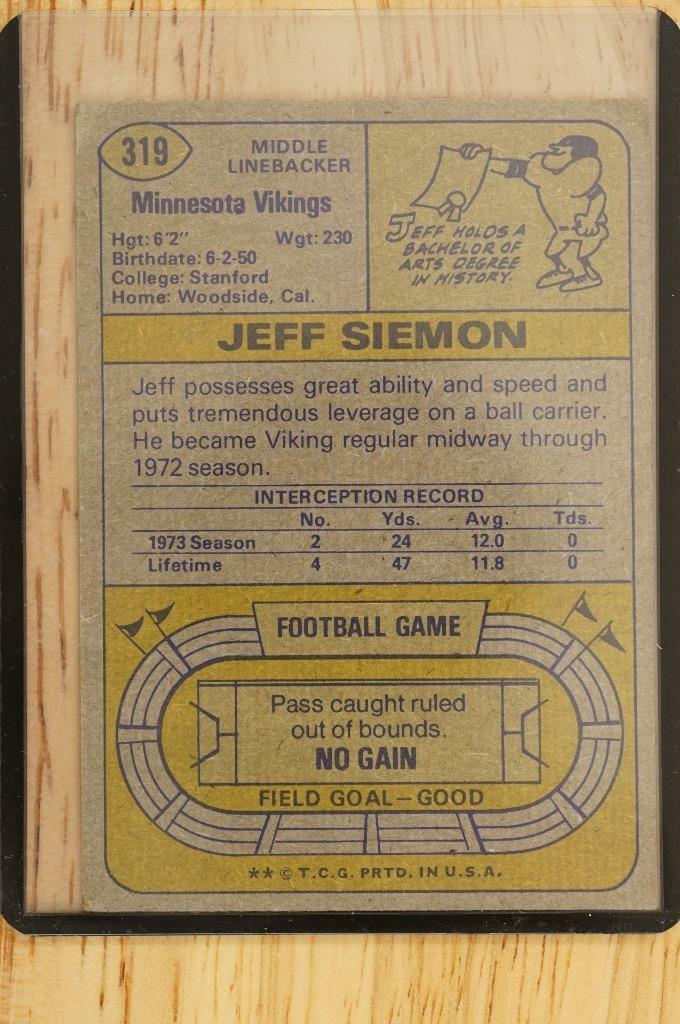 319
MIDDLE
LINEBACKER
Minnesota Vikings
Hgt: 6'2" Wgt: 230
Birthdate: 6-2-50
College: Stanford
Home: Woodside, Cal.
JEFF HOLDS A
BACHELOR OF
ARTS DEGREE
IN HISTORY.
JEFF SIEMON
Jeff possesses great ability and speed and
puts tremendous leverage on a ball carrier.
He became Viking regular midway through
1972 season.
INTERCEPTION RECORD
No. Yds. Avg. Tds.
1973 Season 2 24 12.0 0
Lifetime 4 47 11.8 0
FOOTBALL GAME
Pass caught ruled
out of bounds.
NO GAIN
FIELD GOAL—GOOD
** © T.C.G. PRTD. IN U.S.A.